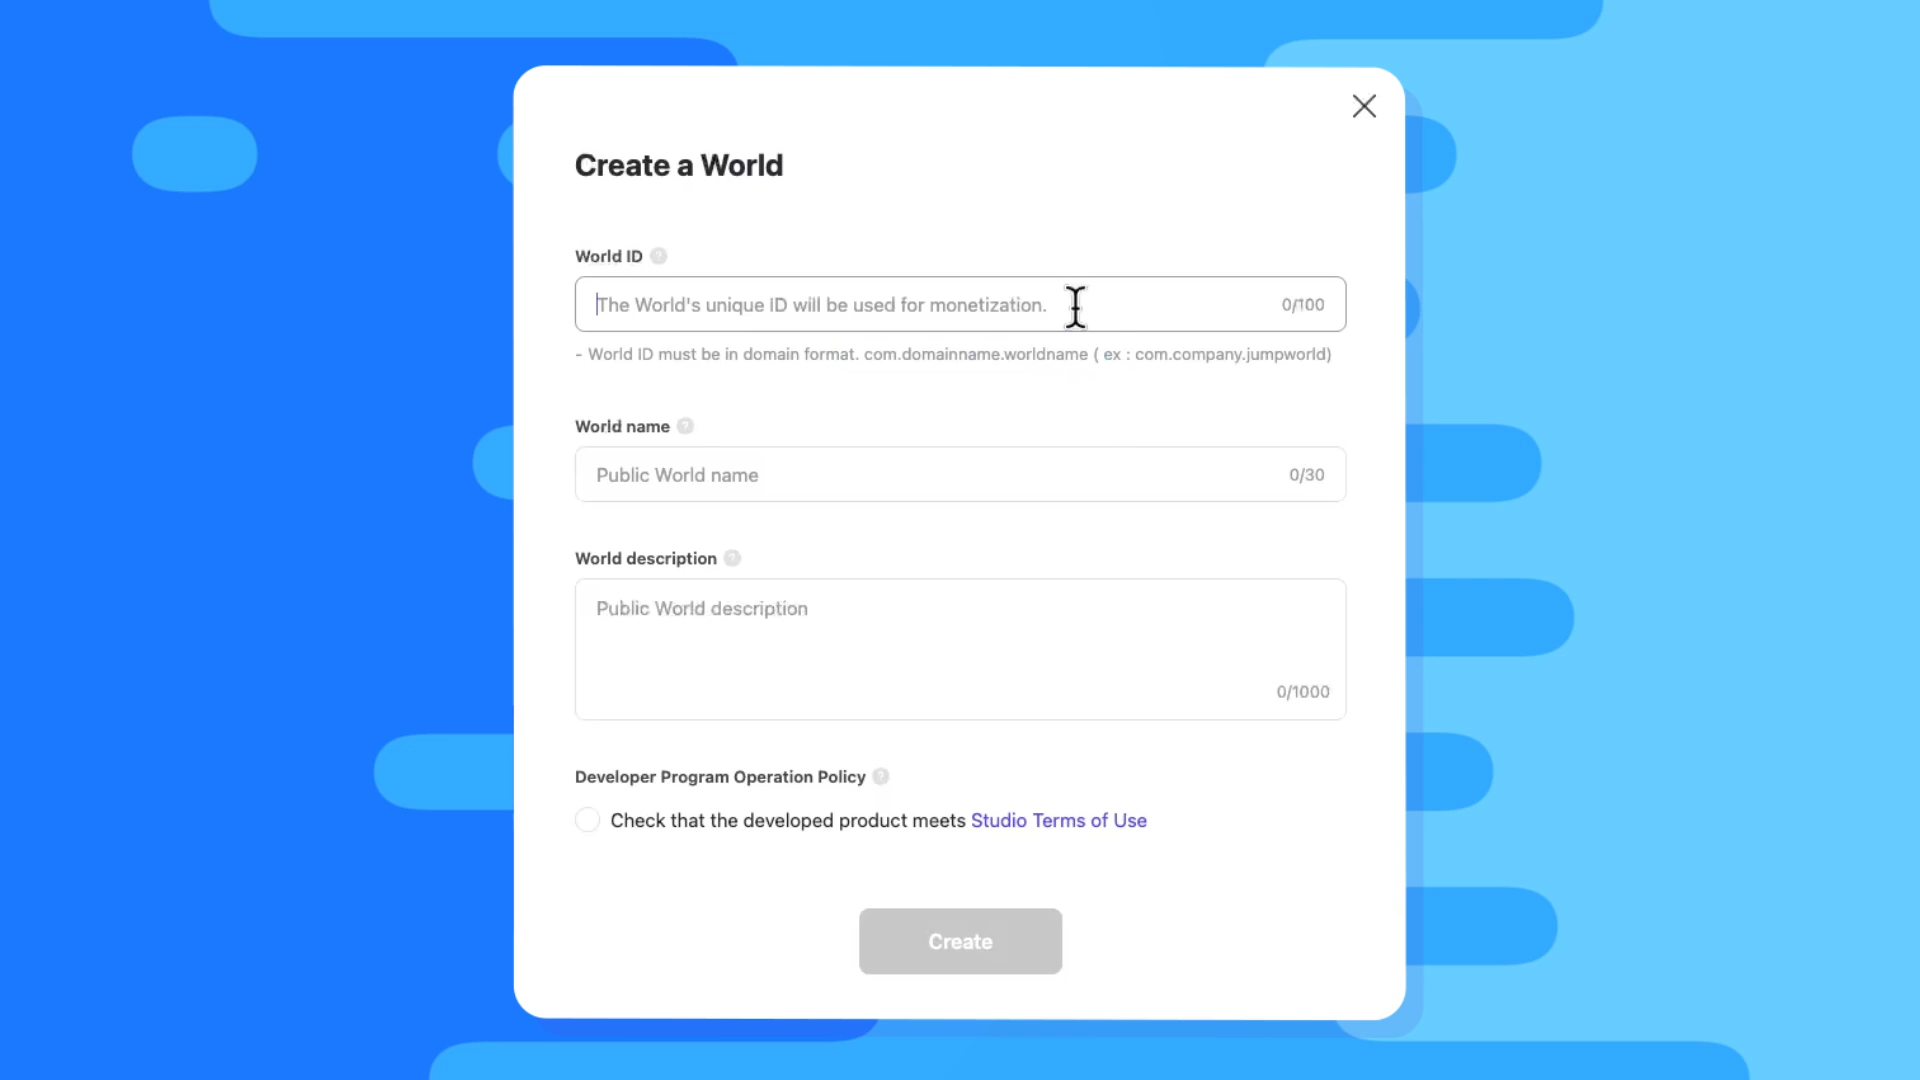 Create a World
World ID ?
The World's unique ID will be used for monetization.
0/100
- World ID must be in domain format. com.domainname.worldname ( ex : com.company.jumpworld)
World name ?
Public World name
0/30
World description ?
Public World description
0/1000
Developer Program Operation Policy ?
Check that the developed product meets Studio Terms of Use
Create